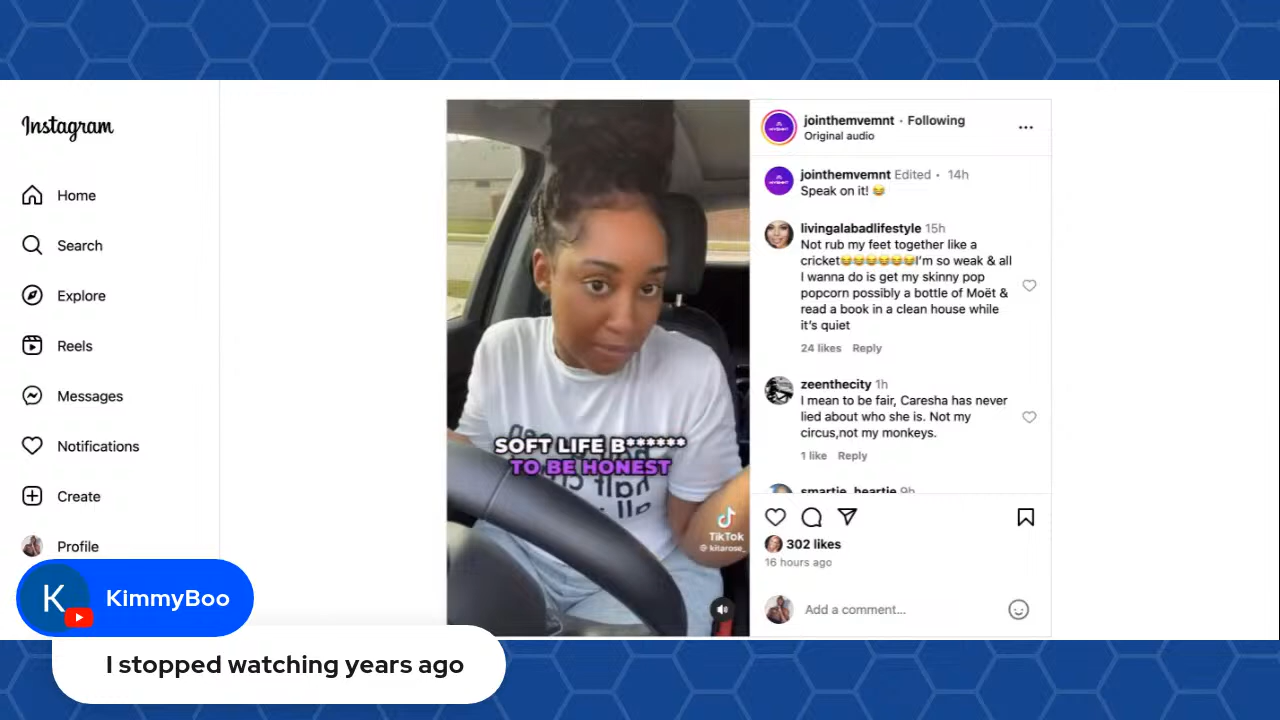 Instagram
Home
Search
Explore
Reels
Messages
Notifications
Create
Profile
SOFT LIFE B******
TO BE HONEST
TikTok
kitarose_
jointhemvemnt · Following
Original audio
jointhemvemnt Edited · 14h
Speak on it! 😂
livingalabadlifestyle 15h
Not rub my feet together like a
cricket😂😂😂😂😂😂I'm so weak & all
I wanna do is get my skinny pop
popcorn possibly a bottle of Moët &
read a book in a clean house while
it's quiet
24 likes Reply
zeenthecity 1h
I mean to be fair, Caresha has never
lied about who she is. Not my
circus,not my monkeys.
1 like Reply
smartie_heartie 9h
302 likes
16 hours ago
Add a comment...
K
KimmyBoo
I stopped watching years ago